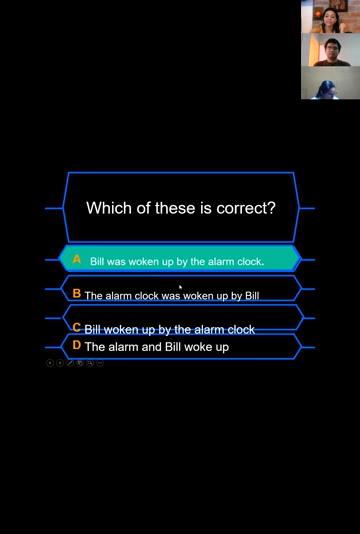 Which of these is correct?
A Bill was woken up by the alarm clock.
B The alarm clock was woken up by Bill
C Bill woken up by the alarm clock
D The alarm and Bill woke up